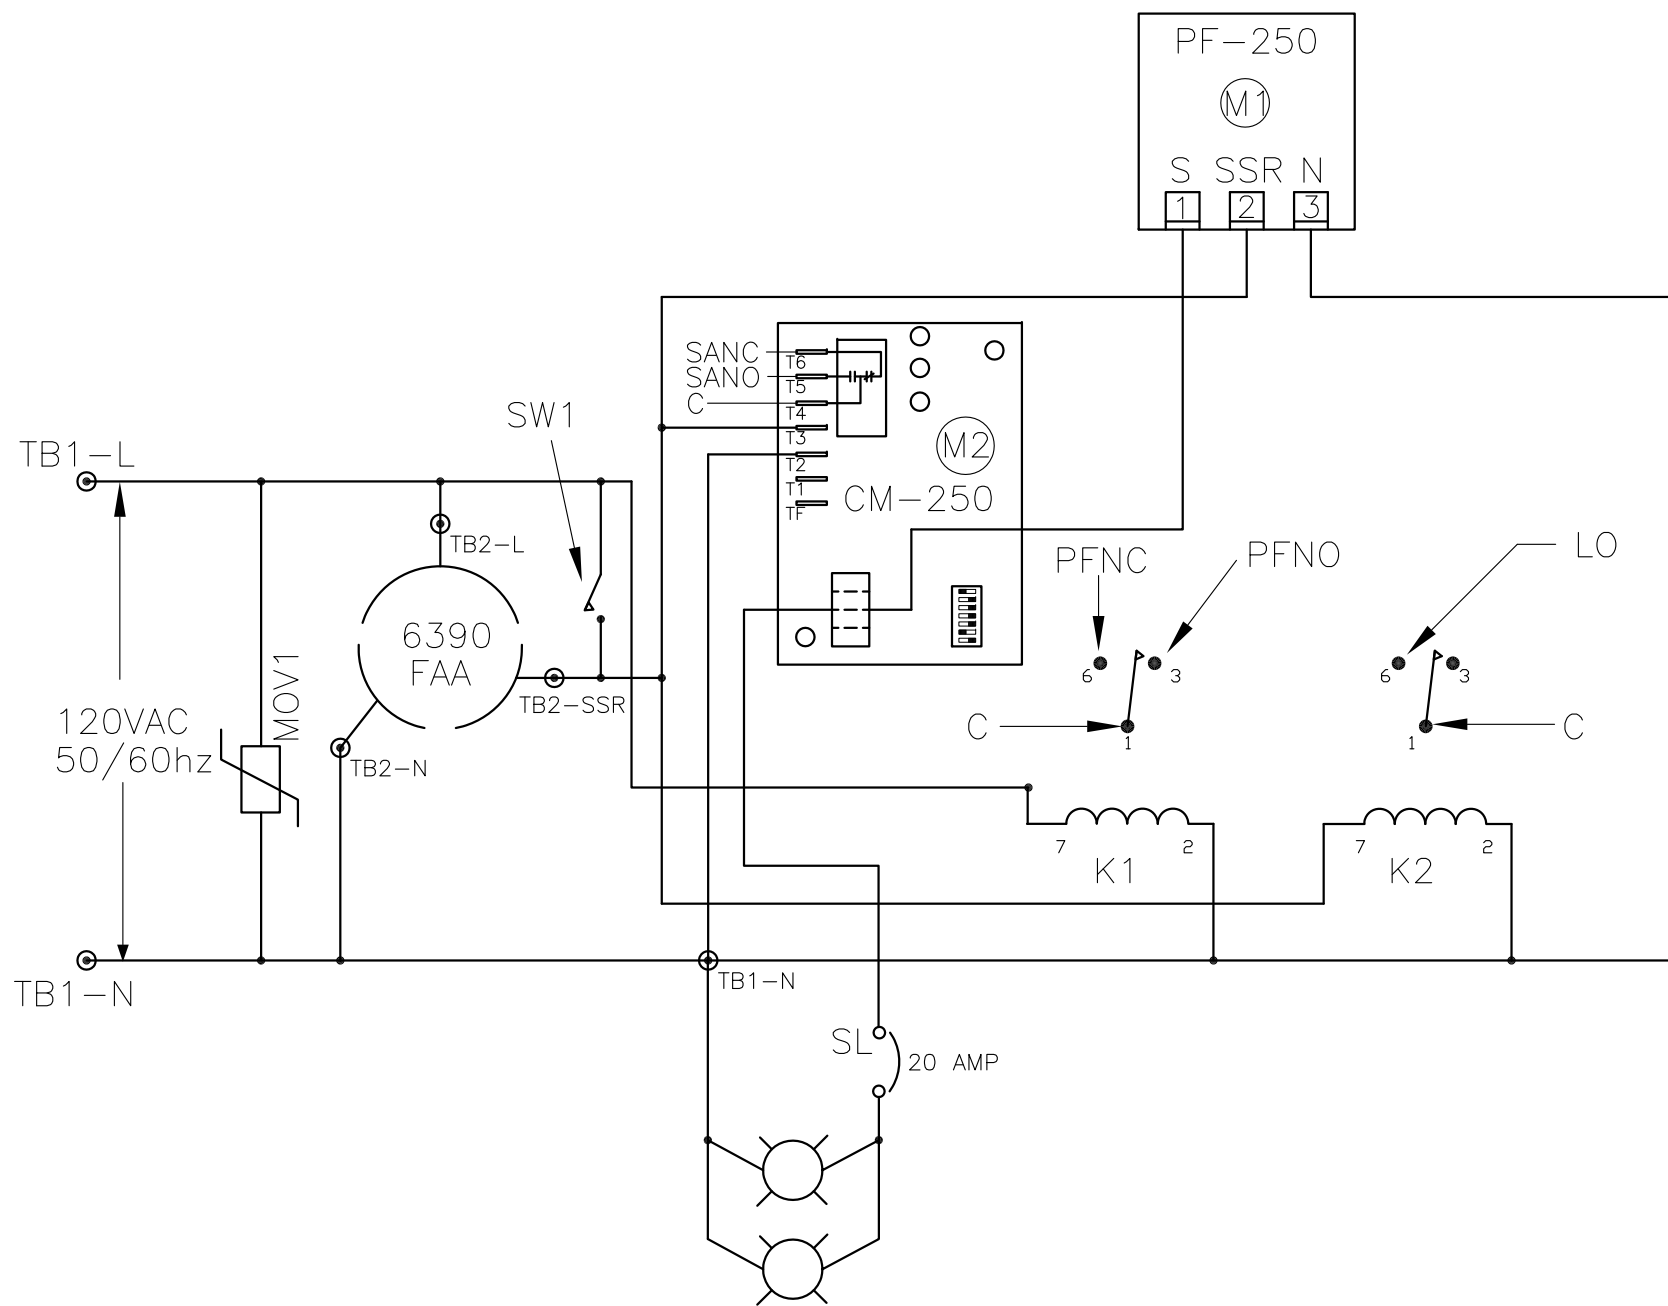 PF-250
M1
S SSR N
1 2 3
SANC
SANO
C
T6
T5
T4
T3
T2
T1
TF
M2
CM-250
SW1
TB1-L
TB2-L
6390
FAA
TB2-SSR
TB2-N
MOV1
120VAC
50/60hz
PFNC
PFNO
LO
6 3
6 3
C
1
1
C
7 2
7 2
K1
K2
TB1-N
TB1-N
SL
20 AMP